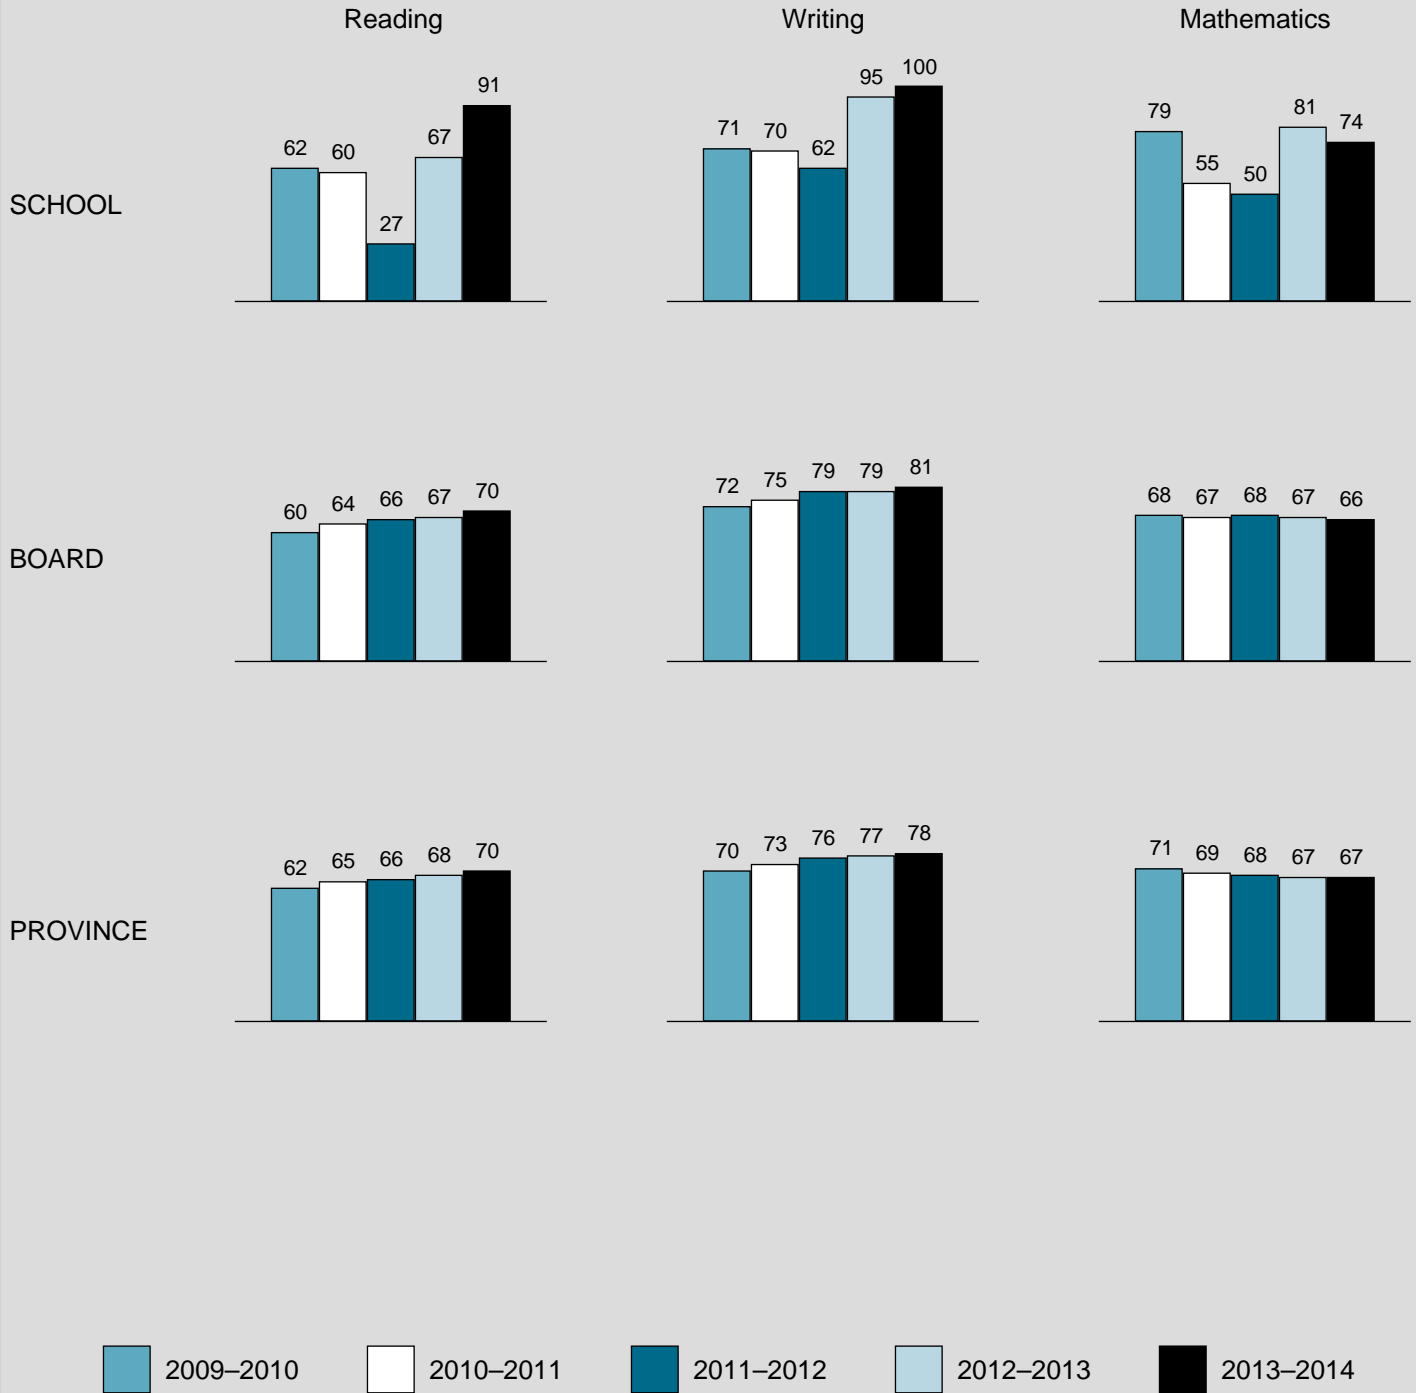 Reading Writing Mathematics
SCHOOL
62 60 27 67 91
71 70 62 95 100
79 55 50 81 74
BOARD
60 64 66 67 70
72 75 79 79 81
68 67 68 67 66
PROVINCE
62 65 66 68 70
70 73 76 77 78
71 69 68 67 67
2009–2010 2010–2011 2011–2012 2012–2013 2013–2014